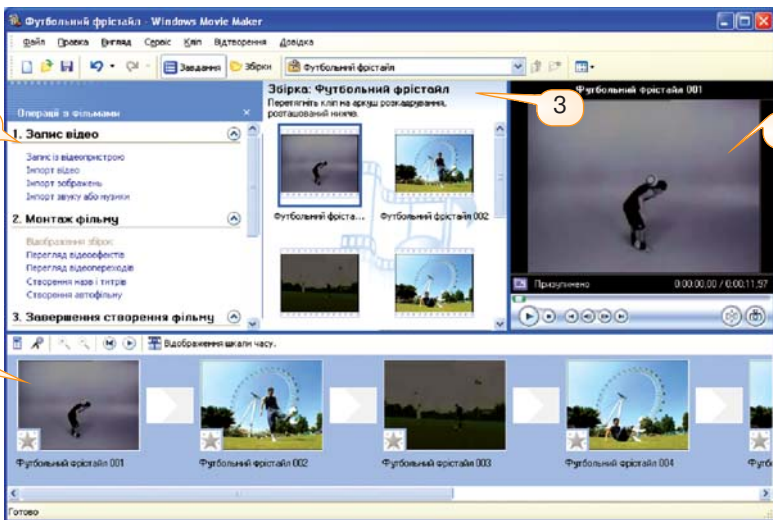 Футбольний фрістайл - Windows Movie Maker
Файл Правка Вигляд Сервіс Кліп Відтворення Довідка
Завдання Збірки Футбольний фрістайл
Операції з фільмами
1. Запис відео
Запис із відеопристрою
Імпорт відео
Імпорт зображень
Імпорт звуку або музики
2. Монтаж фільму
Відображення збірок
Перегляд відеоефектів
Перегляд відеопереходів
Створення назв і титрів
Створення автофільму
3. Завершення створення фільму
Збірка: Футбольний фрістайл
Перетягніть кліп на аркуш розкадрування,
розташований нижче.
3
Футбольний фріста...
Футбольний фрістайл 002
Футбольний фрістайл 001
Призупинено
0:00:00,00 / 0:00:11,97
Відображення шкали часу.
Футбольний фрістайл 001
Футбольний фрістайл 002
Футбольний фрістайл 003
Футбольний фрістайл 004
Футб
Готово